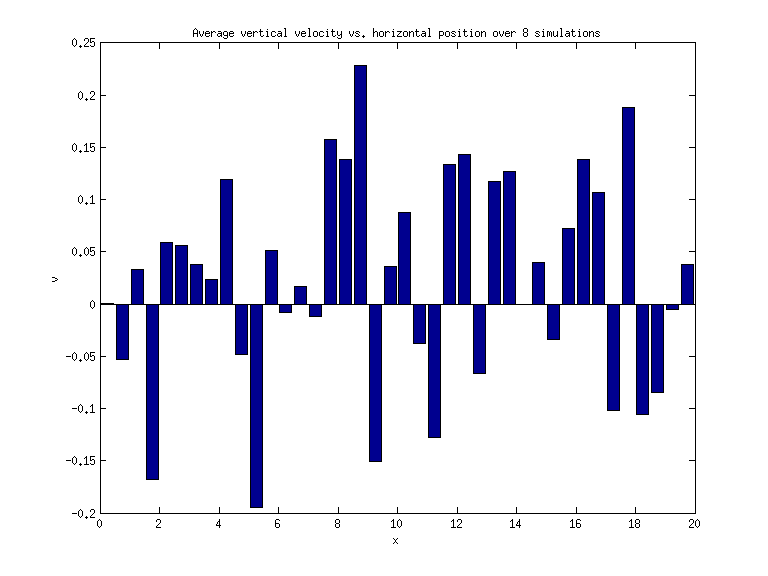 Average vertical velocity vs. horizontal position over 8 simulations
0.25
0.2
0.15
0.1
0.05
0
-0.05
-0.1
-0.15
-0.2
v
0 2 4 6 8 10 12 14 16 18 20
x